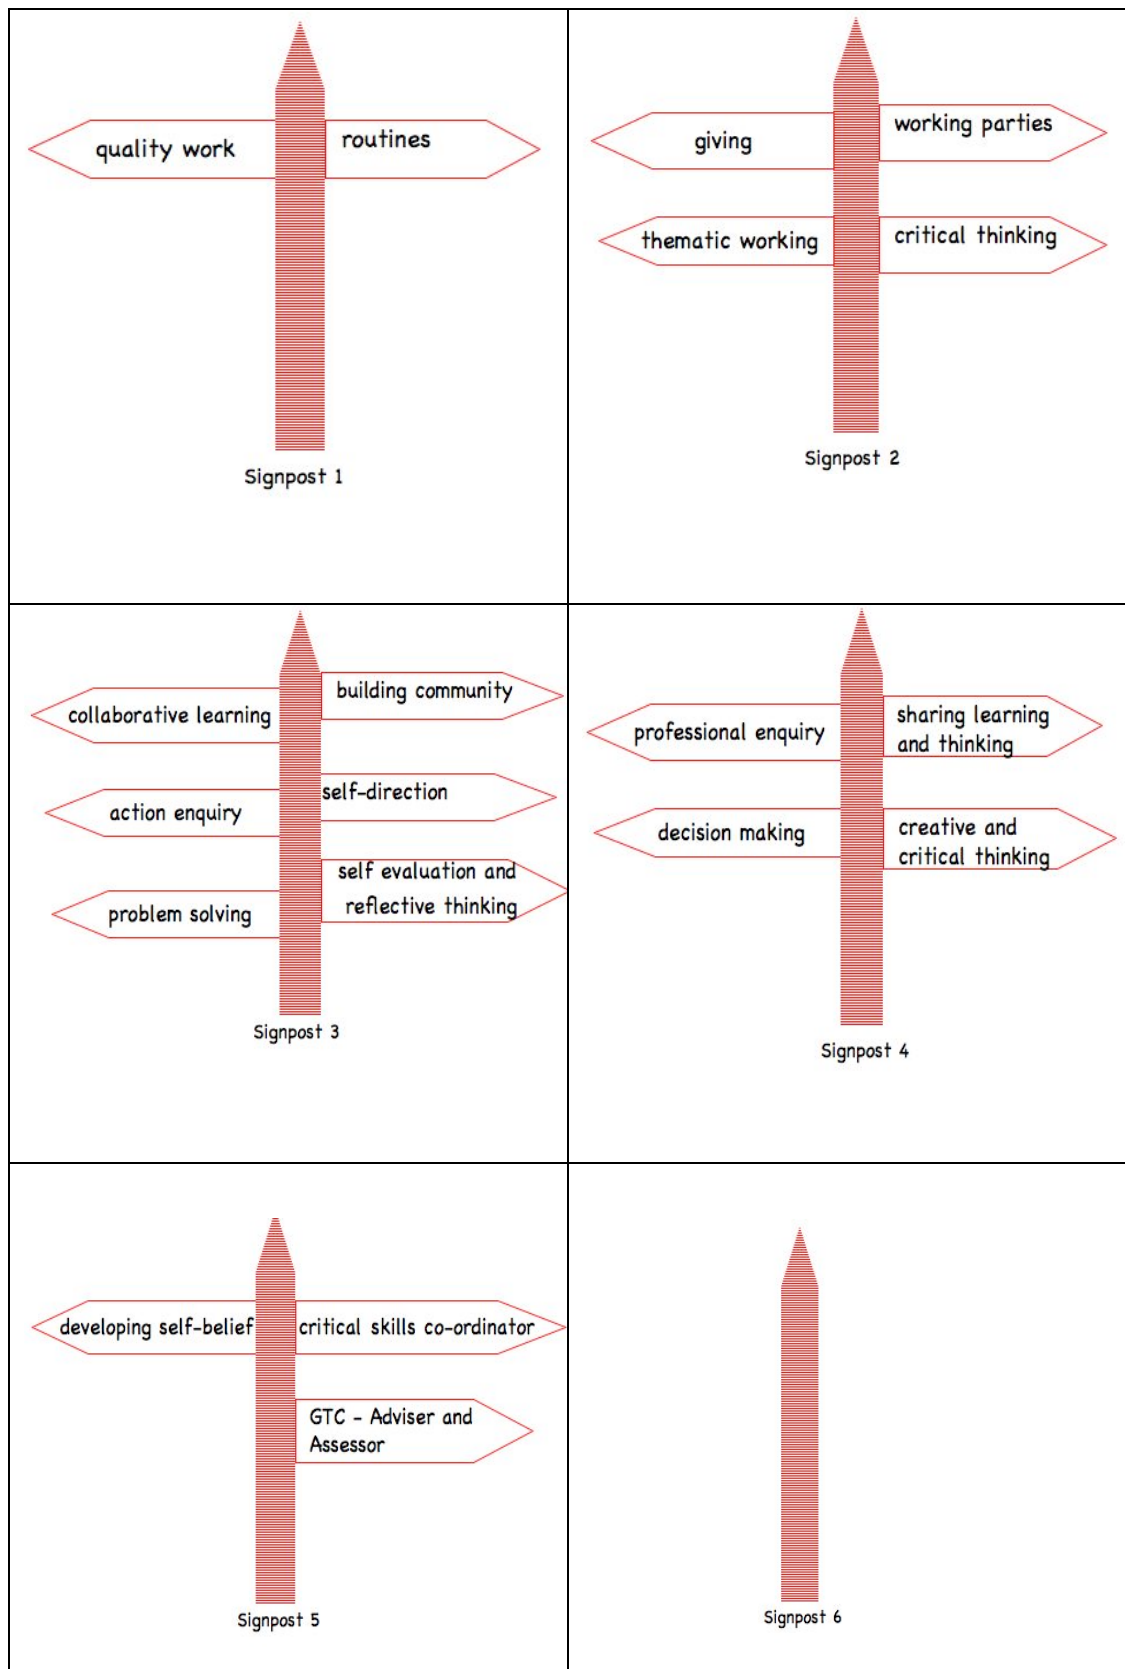 quality work
routines
Signpost 1
giving
working parties
thematic working
critical thinking
Signpost 2
collaborative learning
building community
action enquiry
self-direction
problem solving
self evaluation and
reflective thinking
Signpost 3
professional enquiry
sharing learning
and thinking
decision making
creative and
critical thinking
Signpost 4
developing self-belief
critical skills co-ordinator
GTC - Adviser and
Assessor
Signpost 5
Signpost 6